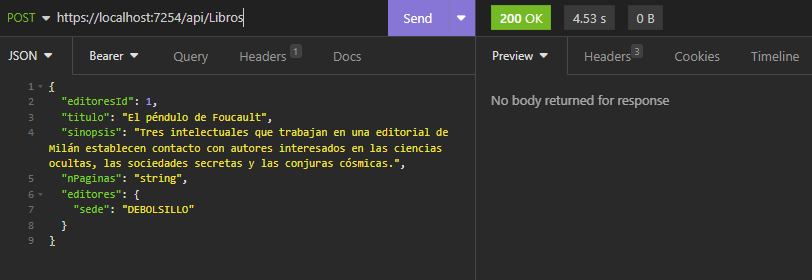 POST https://localhost:7254/api/Libros Send 200 OK 4.53 s 0 B
JSON Bearer Query Headers 1 Docs Preview Headers 3 Cookies Timeline
1 {
2 "editoresId": 1,
3 "titulo": "El péndulo de Foucault",
4 "sinopsis": "Tres intelectuales que trabajan en una editorial de
Milán establecen contacto con autores interesados en las ciencias
ocultas, las sociedades secretas y las conjuras cósmicas.",
5 "nPaginas": "string",
6 "editores": {
7 "sede": "DEBOLSILLO"
8 }
9 }
No body returned for response